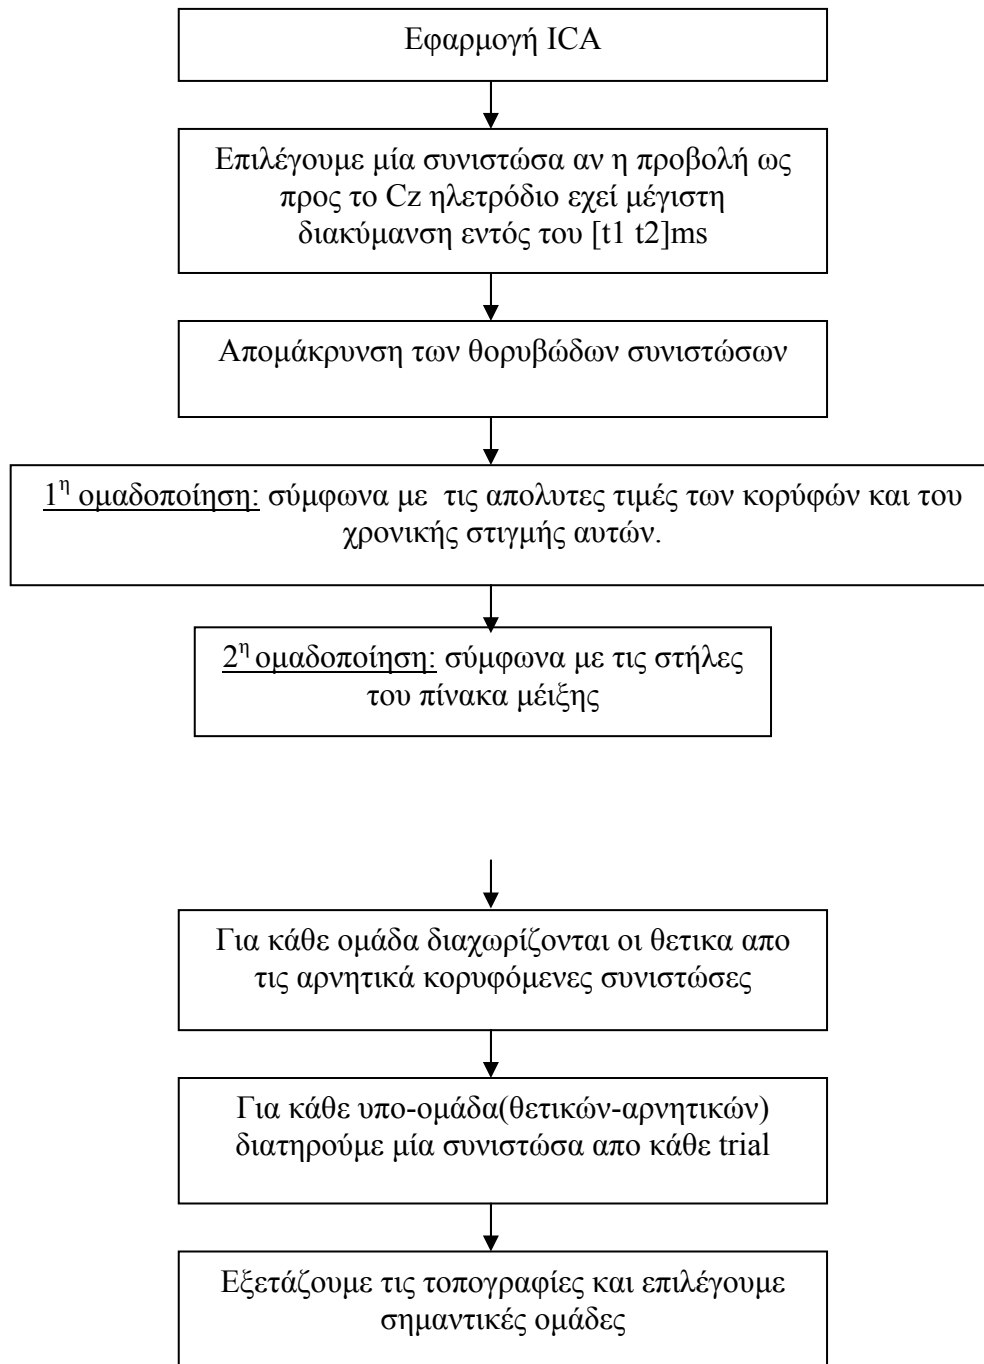 Εφαρμογή ICA
Επιλέγουμε μία συνιστώσα αν η προβολή ως
προς το Cz ηλετρόδιο εχεί μέγιστη
διακύμανση εντός του [t1 t2]ms
Απομάκρυνση των θορυβώδων συνιστώσων
1η ομαδοποίηση: σύμφωνα με τις απολυτες τιμές των κορύφών και του
χρονικής στιγμής αυτών.
2η ομαδοποίηση: σύμφωνα με τις στήλες
του πίνακα μέιξης
Για κάθε ομάδα διαχωρίζονται οι θετικα απο
τις αρνητικά κορυφόμενες συνιστώσες
Για κάθε υπο-ομάδα(θετικών-αρνητικών)
διατηρούμε μία συνιστώσα απο κάθε trial
Εξετάζουμε τις τοπογραφίες και επιλέγουμε
σημαντικές ομάδες